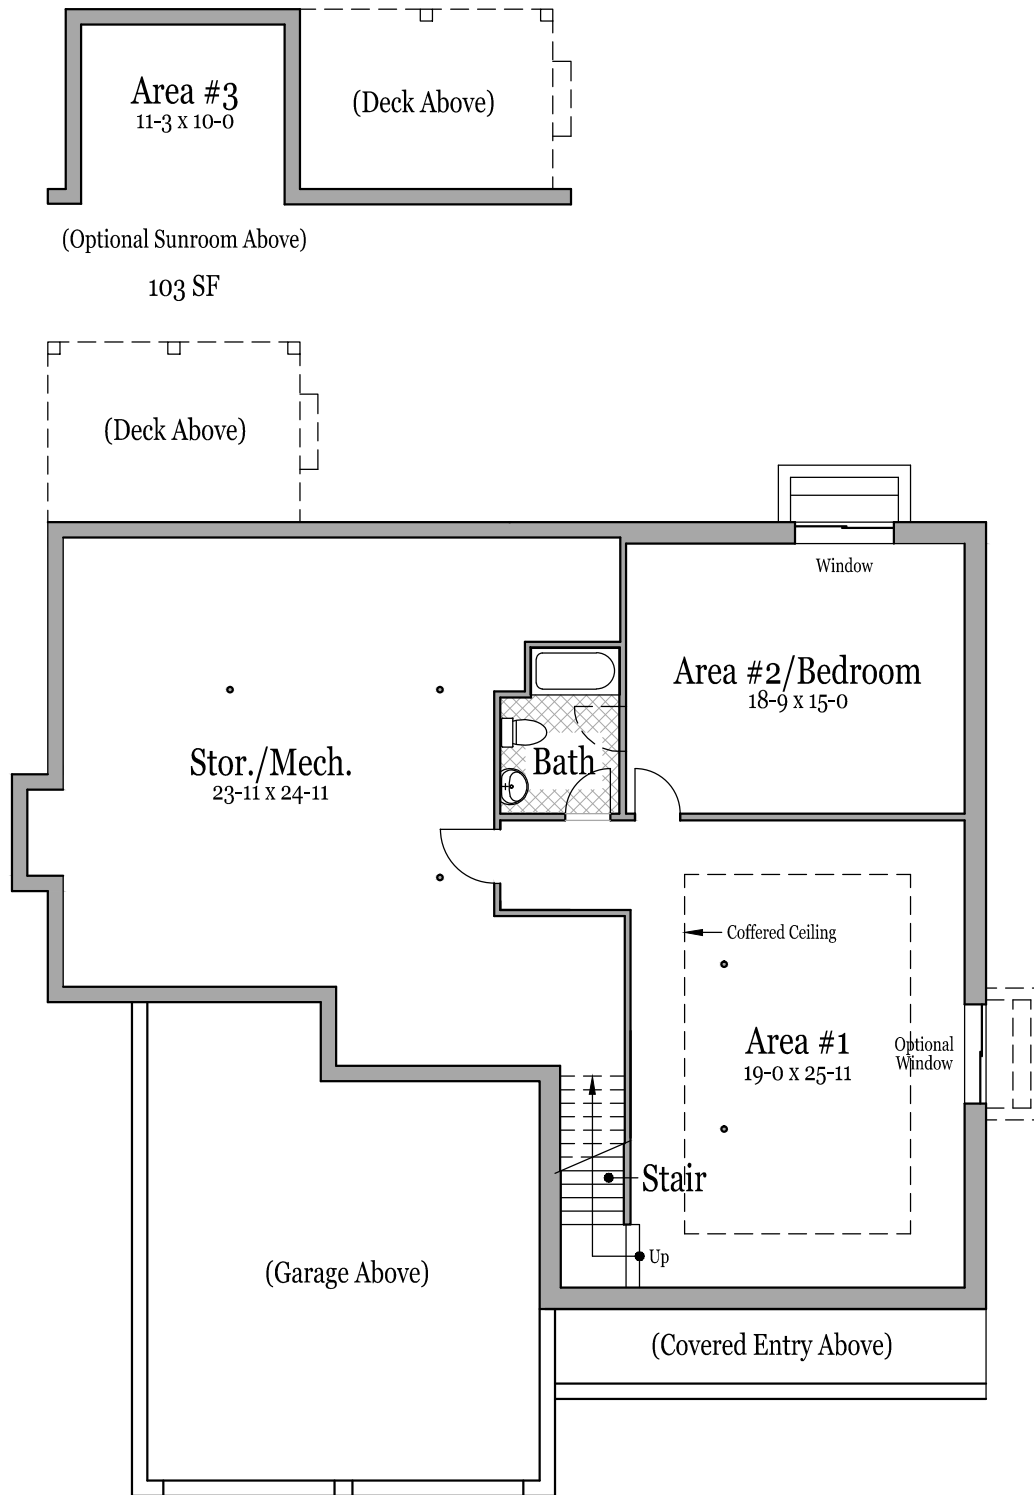 Area #3
11-3 x 10-0
(Deck Above)
(Optional Sunroom Above)
103 SF
(Deck Above)
Window
Area #2/Bedroom
18-9 x 15-0
Stor./Mech.
23-11 x 24-11
Bath
Coffered Ceiling
Area #1
19-0 x 25-11
Optional
Window
Stair
Up
(Garage Above)
(Covered Entry Above)